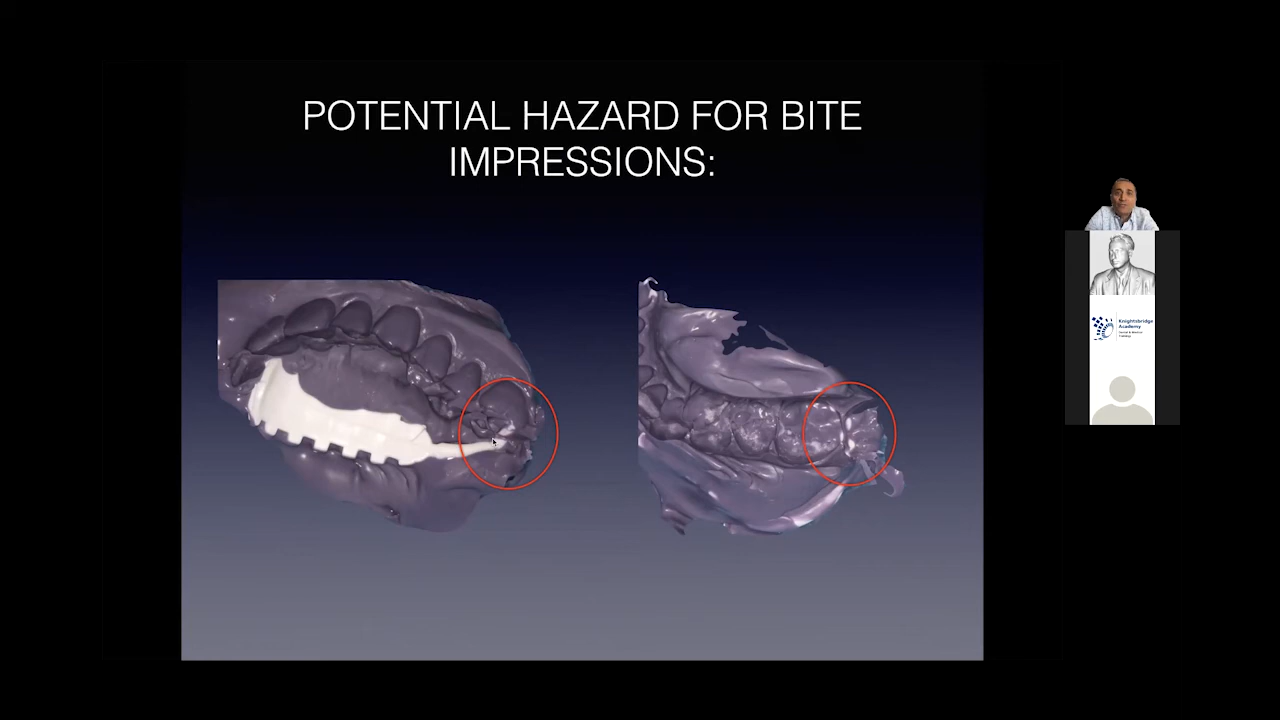 POTENTIAL HAZARD FOR BITE
IMPRESSIONS:
Knightsbridge
Academy